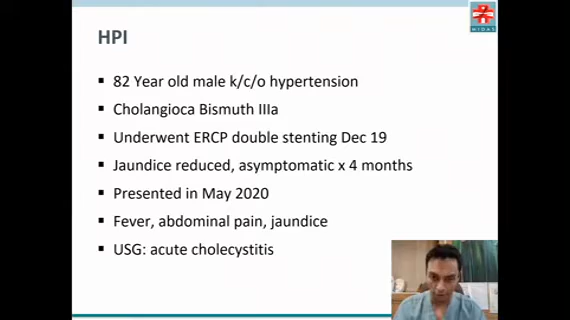 HPI
82 Year old male k/c/o hypertension
Cholangioca Bismuth IIIa
Underwent ERCP double stenting Dec 19
Jaundice reduced, asymptomatic x 4 months
Presented in May 2020
Fever, abdominal pain, jaundice
USG: acute cholecystitis
MIDAS